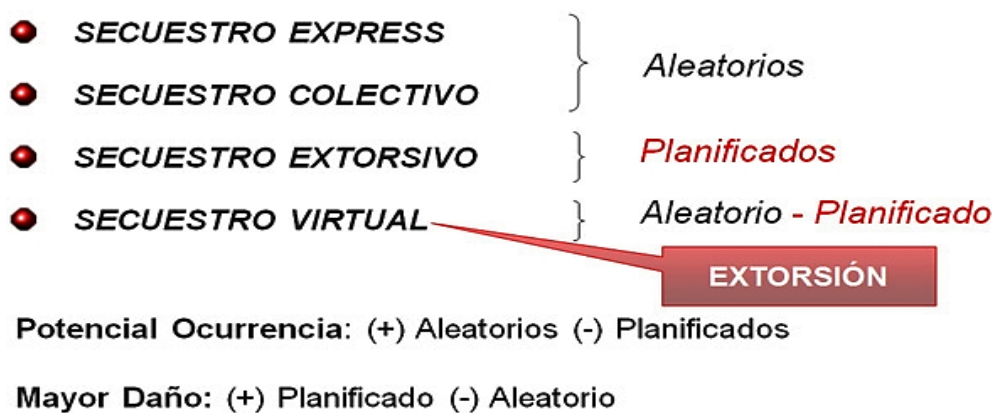 SECUESTRO EXPRESS
SECUESTRO COLECTIVO
Aleatorios
SECUESTRO EXTORSIVO
Planificados
SECUESTRO VIRTUAL
Aleatorio - Planificado
EXTORSIÓN
Potencial Ocurrencia: (+) Aleatorios (-) Planificados
Mayor Daño: (+) Planificado (-) Aleatorio